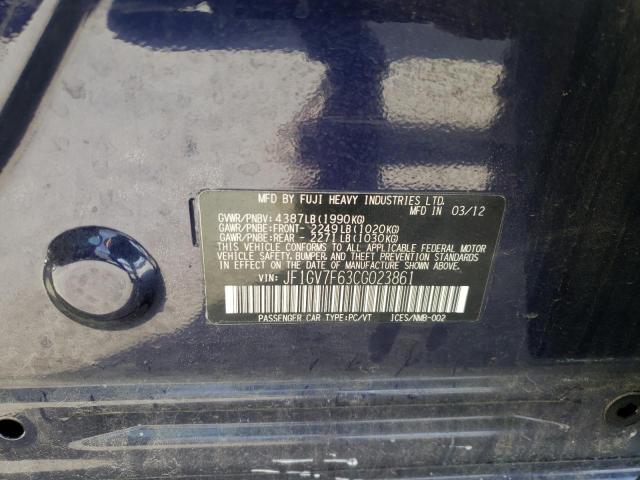 MFD BY FUJI HEAVY INDUSTRIES LTD.
GVWR/PNBV: 4387LB(1990KG) MFD IN 03/12
GAWR/PNBE:FRONT- 2249LB(1020KG)
GAWR/PNBE:REAR - 2271LB(1030KG)
THIS VEHICLE CONFORMS TO ALL APPLICABLE FEDERAL MOTOR
VEHICLE SAFETY, BUMPER AND THEFT PREVENTION STANDARDS
IN EFFECT ON THE DATE OF MANUFACTURE SHOWN ABOVE.
VIN: JF1GV7F63CG023861
PASSENGER CAR TYPE:PC/VT ICES/NMB-002